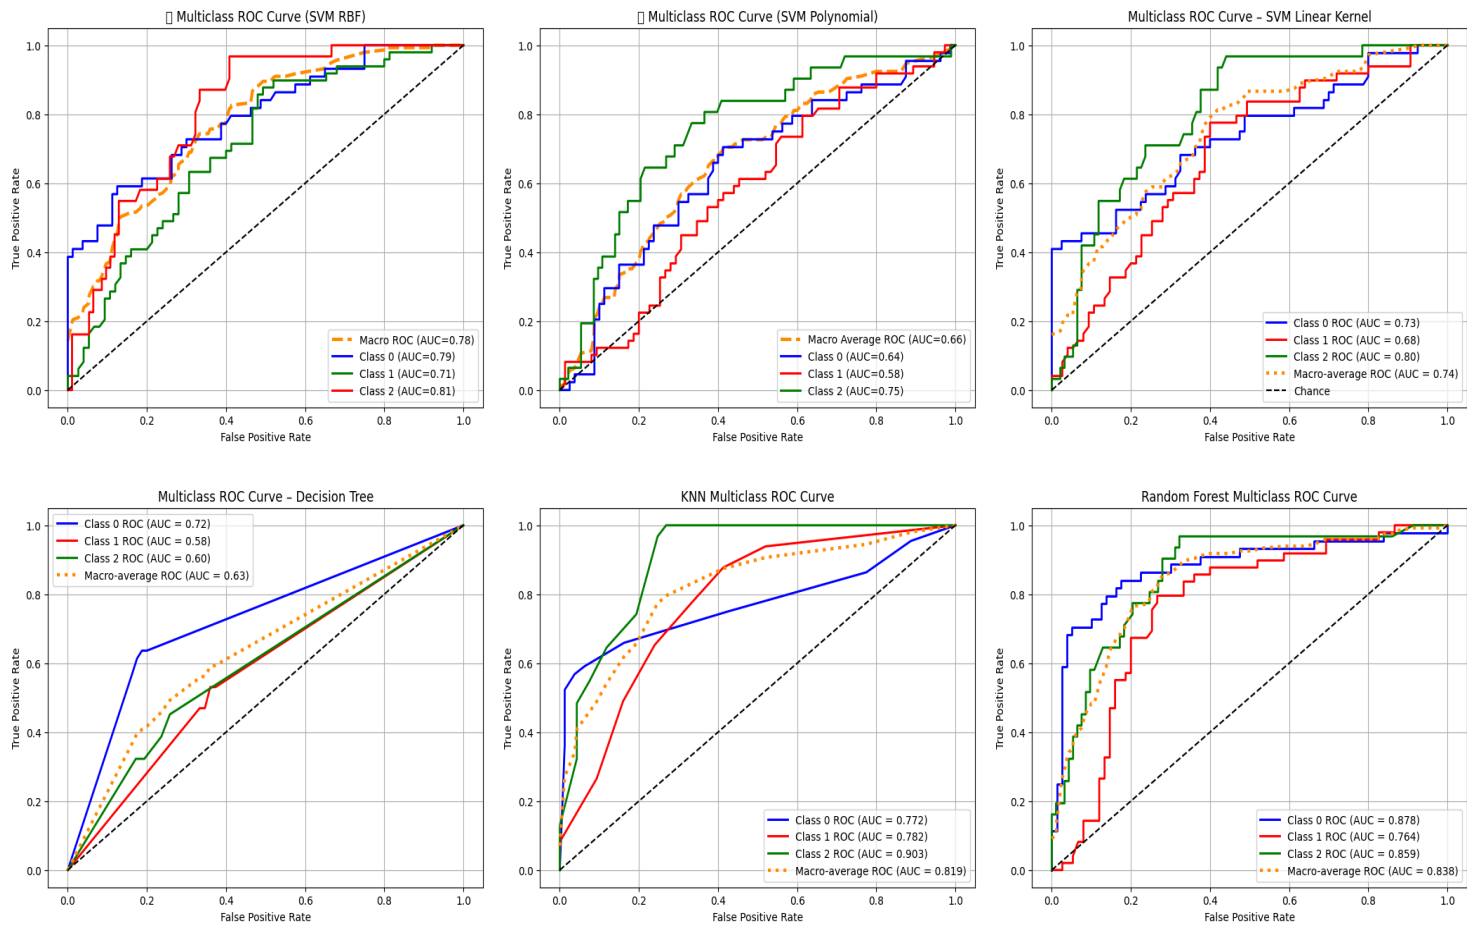 ▯ Multiclass ROC Curve (SVM RBF)
1.0
0.8
0.6
0.4
0.2
0.0
True Positive Rate
Macro ROC (AUC=0.78)
Class 0 (AUC=0.79)
Class 1 (AUC=0.71)
Class 2 (AUC=0.81)
0.0 0.2 0.4 0.6 0.8 1.0
False Positive Rate
▯ Multiclass ROC Curve (SVM Polynomial)
1.0
0.8
0.6
0.4
0.2
0.0
True Positive Rate
Macro Average ROC (AUC=0.66)
Class 0 (AUC=0.64)
Class 1 (AUC=0.58)
Class 2 (AUC=0.75)
0.0 0.2 0.4 0.6 0.8 1.0
False Positive Rate
Multiclass ROC Curve – SVM Linear Kernel
1.0
0.8
0.6
0.4
0.2
0.0
True Positive Rate
Class 0 ROC (AUC = 0.73)
Class 1 ROC (AUC = 0.68)
Class 2 ROC (AUC = 0.80)
Macro-average ROC (AUC = 0.74)
Chance
0.0 0.2 0.4 0.6 0.8 1.0
False Positive Rate
Multiclass ROC Curve – Decision Tree
Class 0 ROC (AUC = 0.72)
Class 1 ROC (AUC = 0.58)
Class 2 ROC (AUC = 0.60)
Macro-average ROC (AUC = 0.63)
1.0
0.8
0.6
0.4
0.2
0.0
True Positive Rate
0.0 0.2 0.4 0.6 0.8 1.0
False Positive Rate
KNN Multiclass ROC Curve
1.0
0.8
0.6
0.4
0.2
0.0
True Positive Rate
Class 0 ROC (AUC = 0.772)
Class 1 ROC (AUC = 0.782)
Class 2 ROC (AUC = 0.903)
Macro-average ROC (AUC = 0.819)
0.0 0.2 0.4 0.6 0.8 1.0
False Positive Rate
Random Forest Multiclass ROC Curve
1.0
0.8
0.6
0.4
0.2
0.0
True Positive Rate
Class 0 ROC (AUC = 0.878)
Class 1 ROC (AUC = 0.764)
Class 2 ROC (AUC = 0.859)
Macro-average ROC (AUC = 0.838)
0.0 0.2 0.4 0.6 0.8 1.0
False Positive Rate